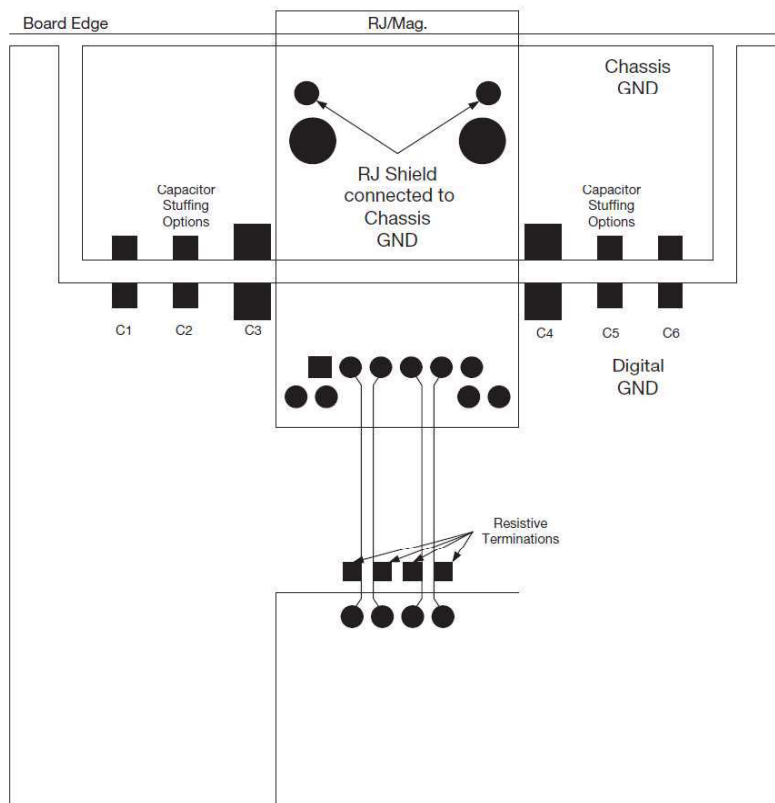 Board Edge
RJ/Mag.
Chassis
GND
RJ Shield
connected to
Chassis
GND
Capacitor
Stuffing
Options
Capacitor
Stuffing
Options
C1
C2
C3
C4
C5
C6
Digital
GND
Resistive
Terminations